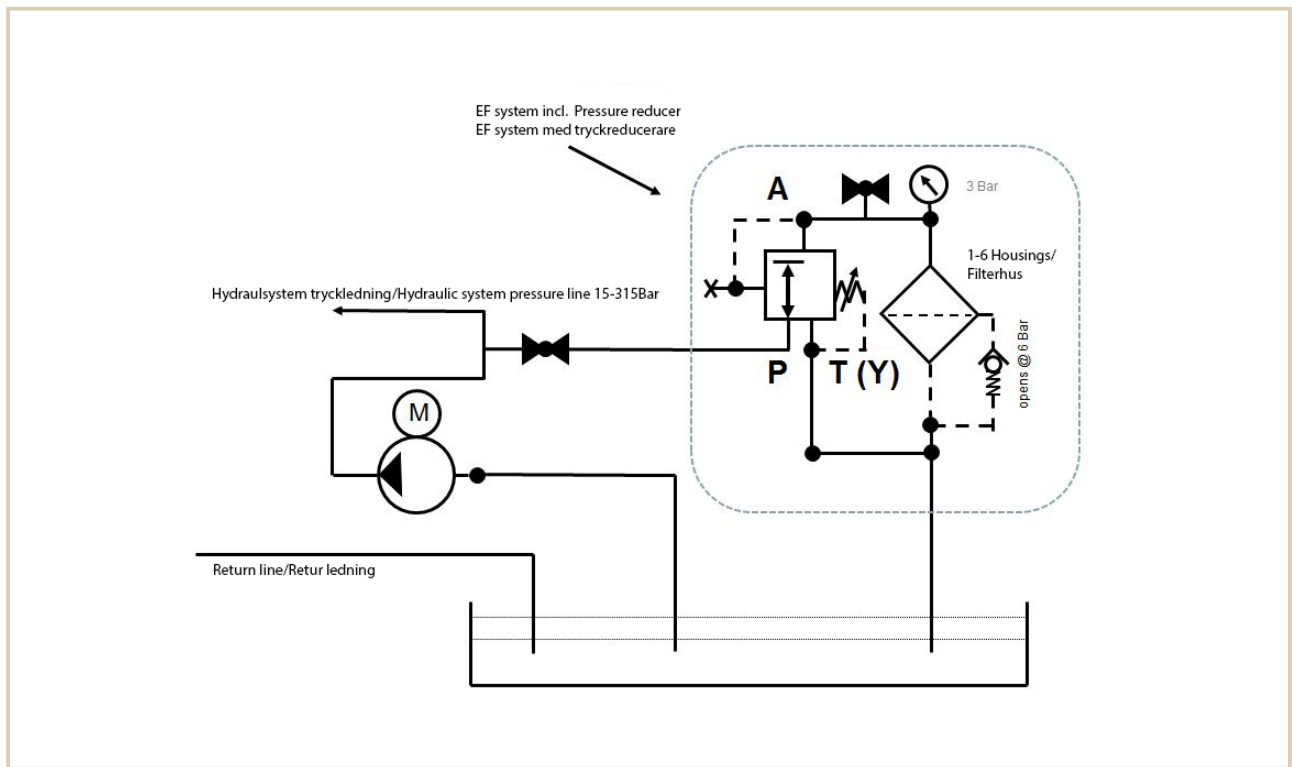 EF system incl. Pressure reducer
EF system med tryckreducerare
A
3 Bar
1-6 Housings/
Filterhus
Hydraulsystem tryckledning/Hydraulic system pressure line 15-315Bar
opens @ 6 Bar
P
T (Y)
M
Return line/Retur ledning